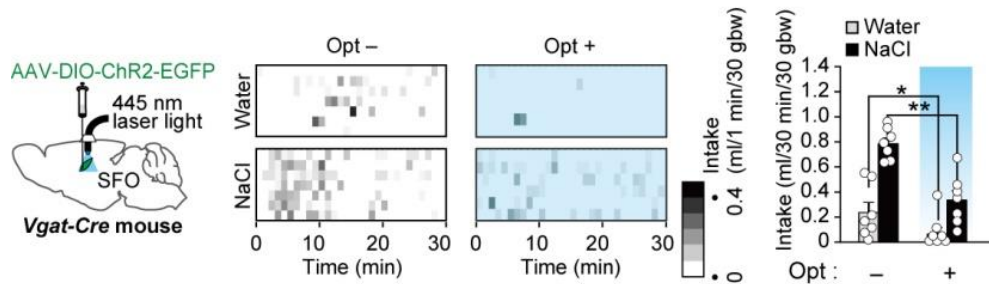 AAV-DIO-ChR2-EGFP
445 nm
laser light
SFO
Vgat-Cre mouse
Opt –
Opt +
Water
NaCl
0
10
20
30
0
10
20
30
Time (min)
Time (min)
Intake
(ml/1 min/30 gbw)
0.4
0
Water
NaCl
Intake (ml/30 min/30 gbw)
1.4
1.2
1.0
0.8
0.6
0.4
0.2
0
*
**
Opt : – +